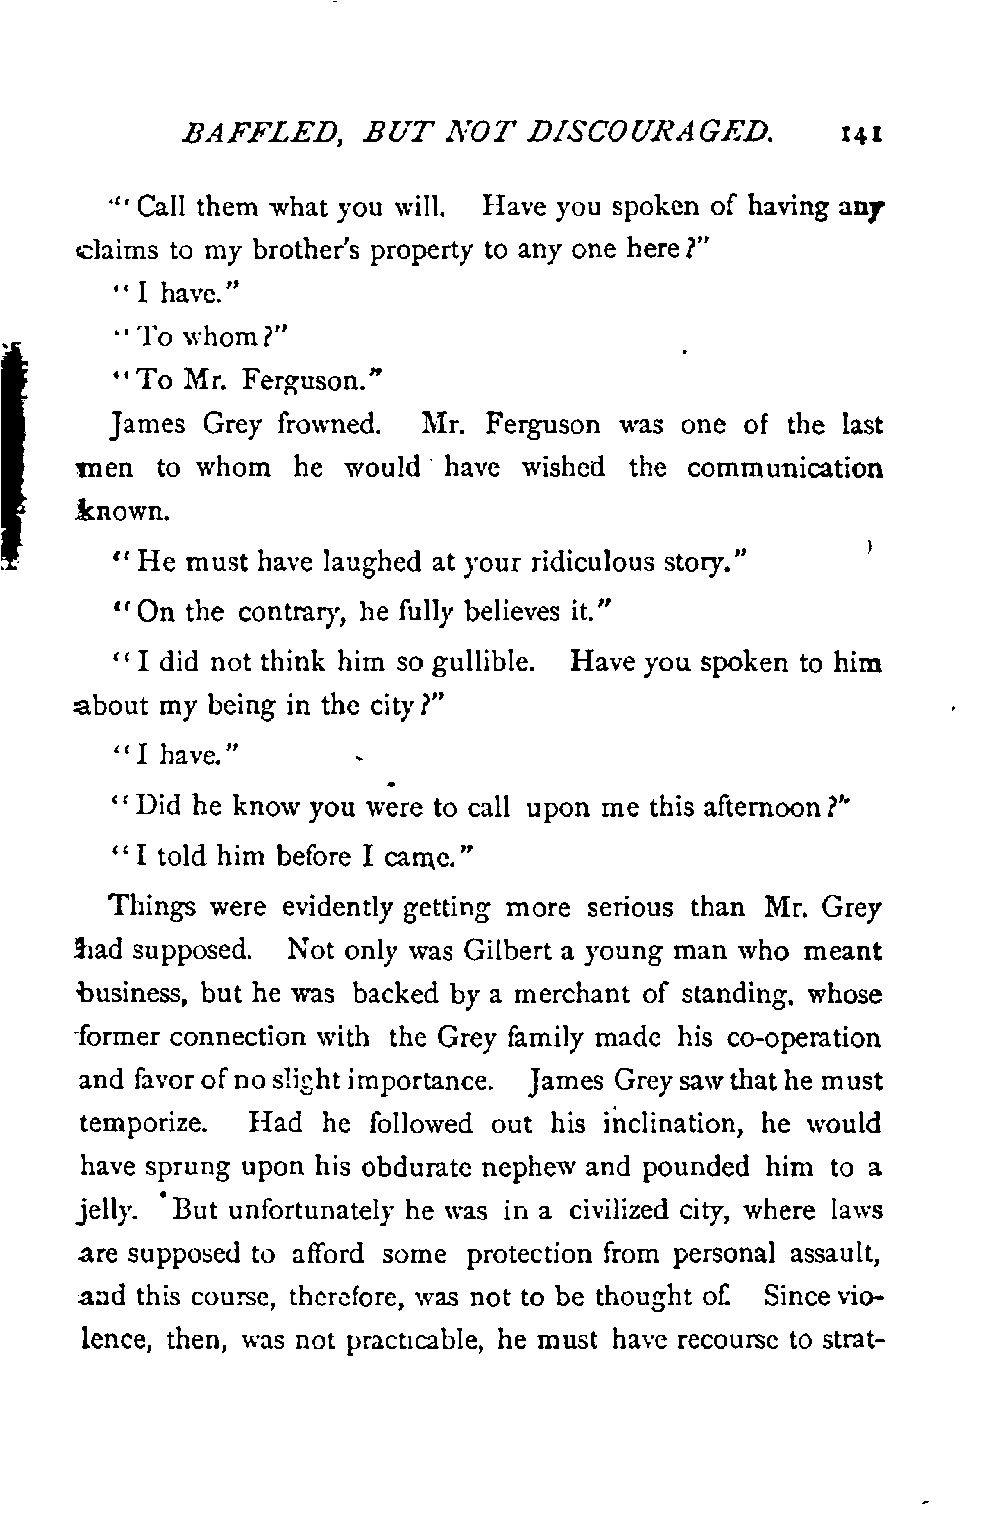 BAFFLED, BUT NOT DISCOURAGED. 141
"Call them what you will. Have you spoken of having any
claims to my brother's property to any one here?"
"I have."
"To whom?"
"To Mr. Ferguson."
James Grey frowned. Mr. Ferguson was one of the last
men to whom he would have wished the communication
known.
"He must have laughed at your ridiculous story."
"On the contrary, he fully believes it."
"I did not think him so gullible. Have you spoken to him
about my being in the city?"
"I have."
"Did he know you were to call upon me this afternoon?"
"I told him before I came."
Things were evidently getting more serious than Mr. Grey
had supposed. Not only was Gilbert a young man who meant
business, but he was backed by a merchant of standing, whose
former connection with the Grey family made his co-operation
and favor of no slight importance. James Grey saw that he must
temporize. Had he followed out his inclination, he would
have sprung upon his obdurate nephew and pounded him to a
jelly. But unfortunately he was in a civilized city, where laws
are supposed to afford some protection from personal assault,
and this course, therefore, was not to be thought of. Since vio-
lence, then, was not practicable, he must have recourse to strat-